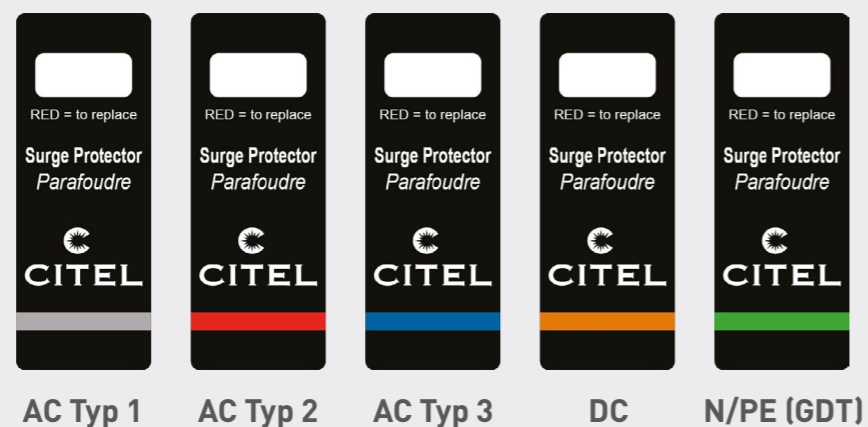 RED = to replace
Surge Protector
Parafoudre
CITEL
AC Typ 1
RED = to replace
Surge Protector
Parafoudre
CITEL
AC Typ 2
RED = to replace
Surge Protector
Parafoudre
CITEL
AC Typ 3
RED = to replace
Surge Protector
Parafoudre
CITEL
DC
RED = to replace
Surge Protector
Parafoudre
CITEL
N/PE (GDT)